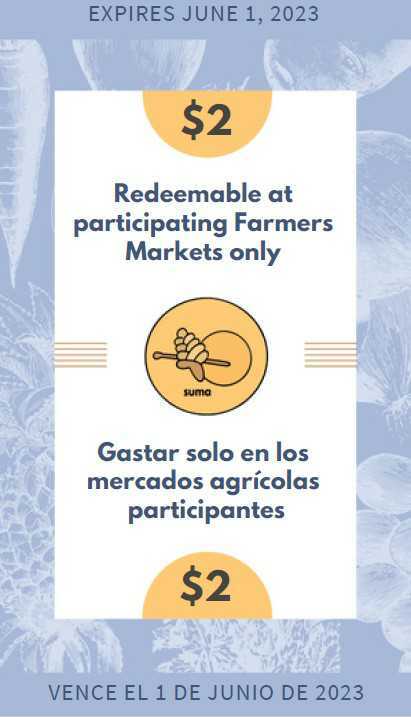 EXPIRES JUNE 1, 2023
$2
Redeemable at
participating Farmers
Markets only
suma
Gastar solo en los
mercados agrícolas
participantes
$2
VENCE EL 1 DE JUNIO DE 2023